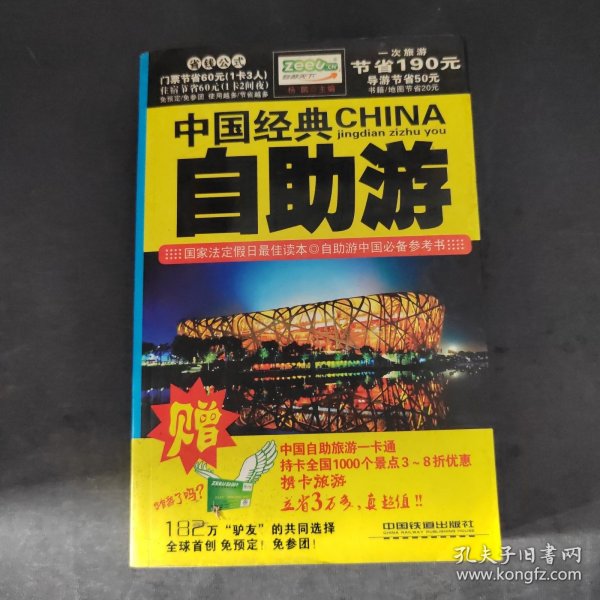 省钱公式
门票节省60元(1卡3人)
住宿节省60元(1卡2间夜)
免预定/免参团 使用越多/节省越多
zeeu.cn
杨鹏 主编
一次旅游
节省190元
导游节省50元
书籍/地图节省20元
中国经典CHINA
jingdian zizhu you
自助游
国家法定假日最佳读本◎自助游中国必备参考书
赠
中国自助旅游一卡通
持卡全国1000个景点3～8折优惠
携卡旅游
立省3万多，真超值!!
182万“驴友”的共同选择
全球首创 免预定! 免参团!
中国铁道出版社
CHINA RAILWAY PUBLISHING HOUSE
孔夫子旧书网
www.kongfz.com